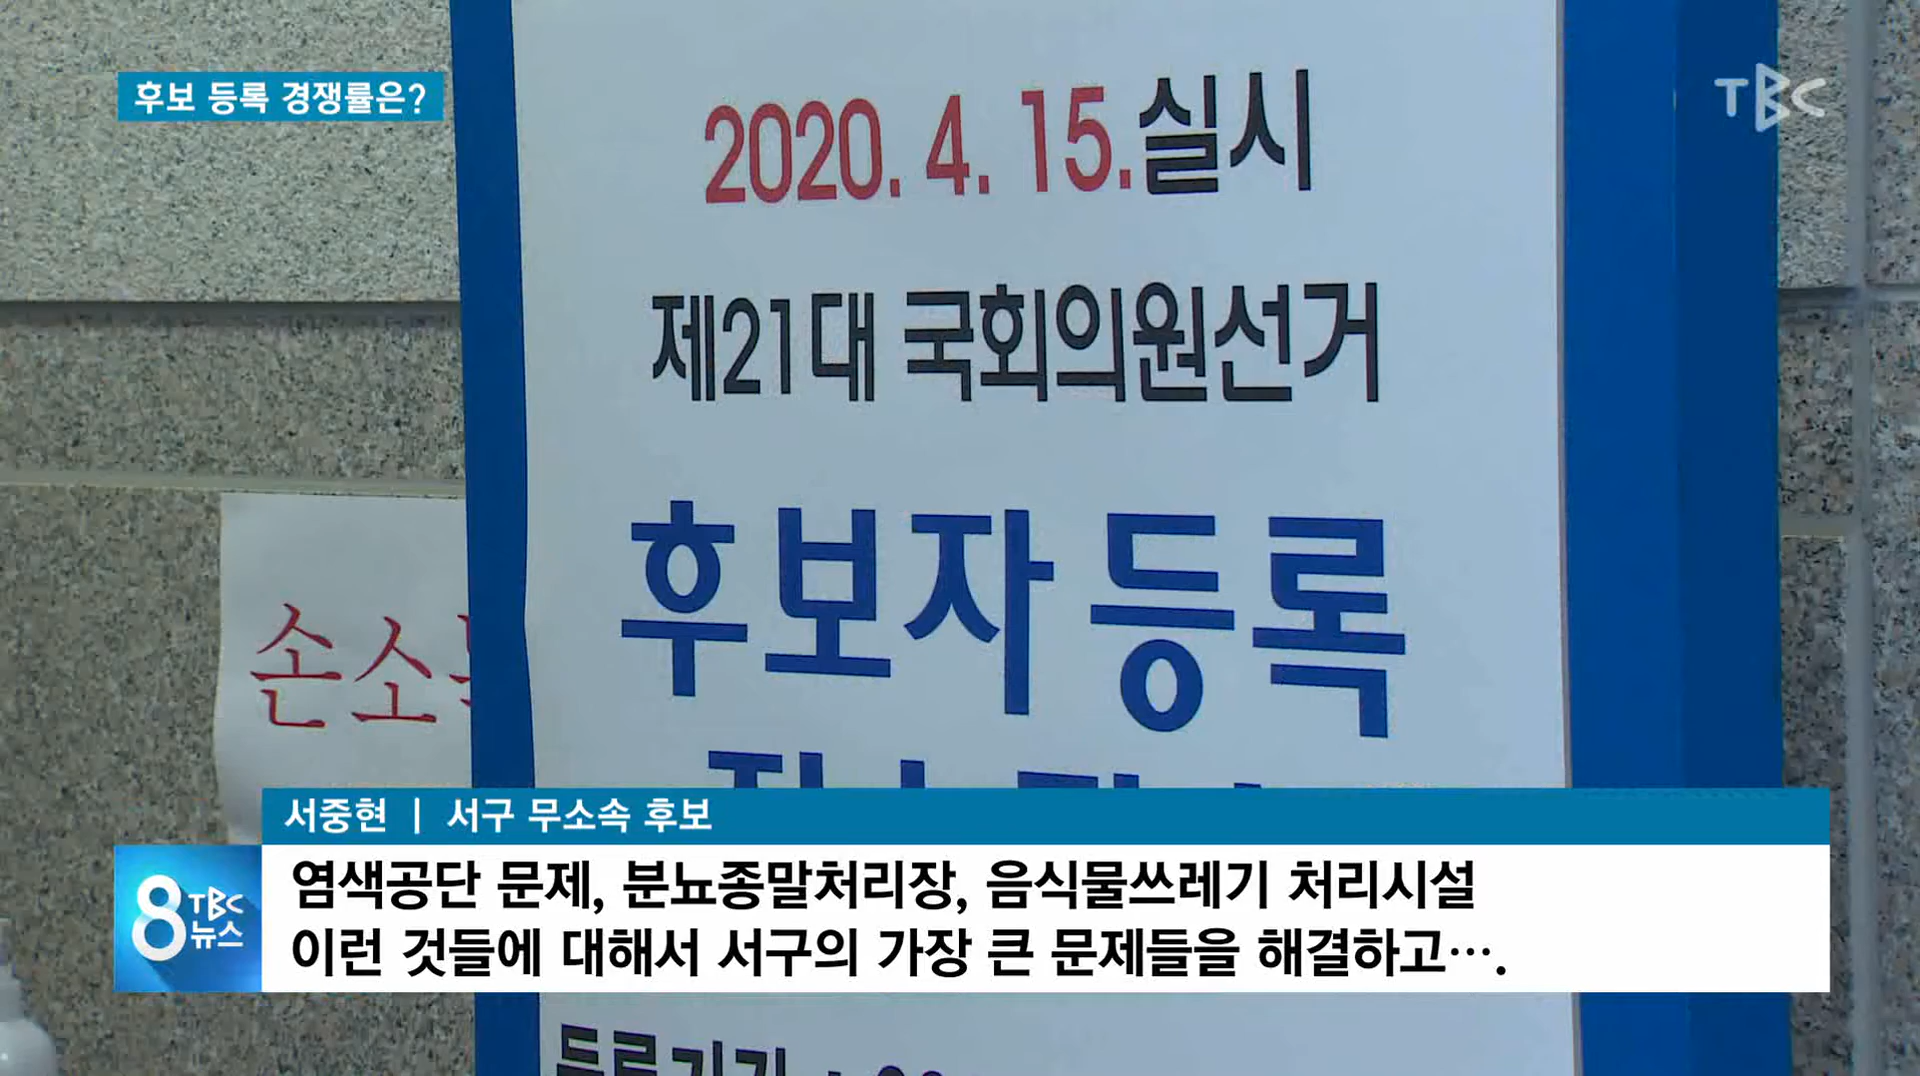 후보 등록 경쟁률은?
TBC
2020. 4. 15.실시
제21대 국회의원선거
후보자 등록
손소
서중현 | 서구 무소속 후보
8 TBC 뉴스
염색공단 문제, 분뇨종말처리장, 음식물쓰레기 처리시설
이런 것들에 대해서 서구의 가장 큰 문제들을 해결하고….